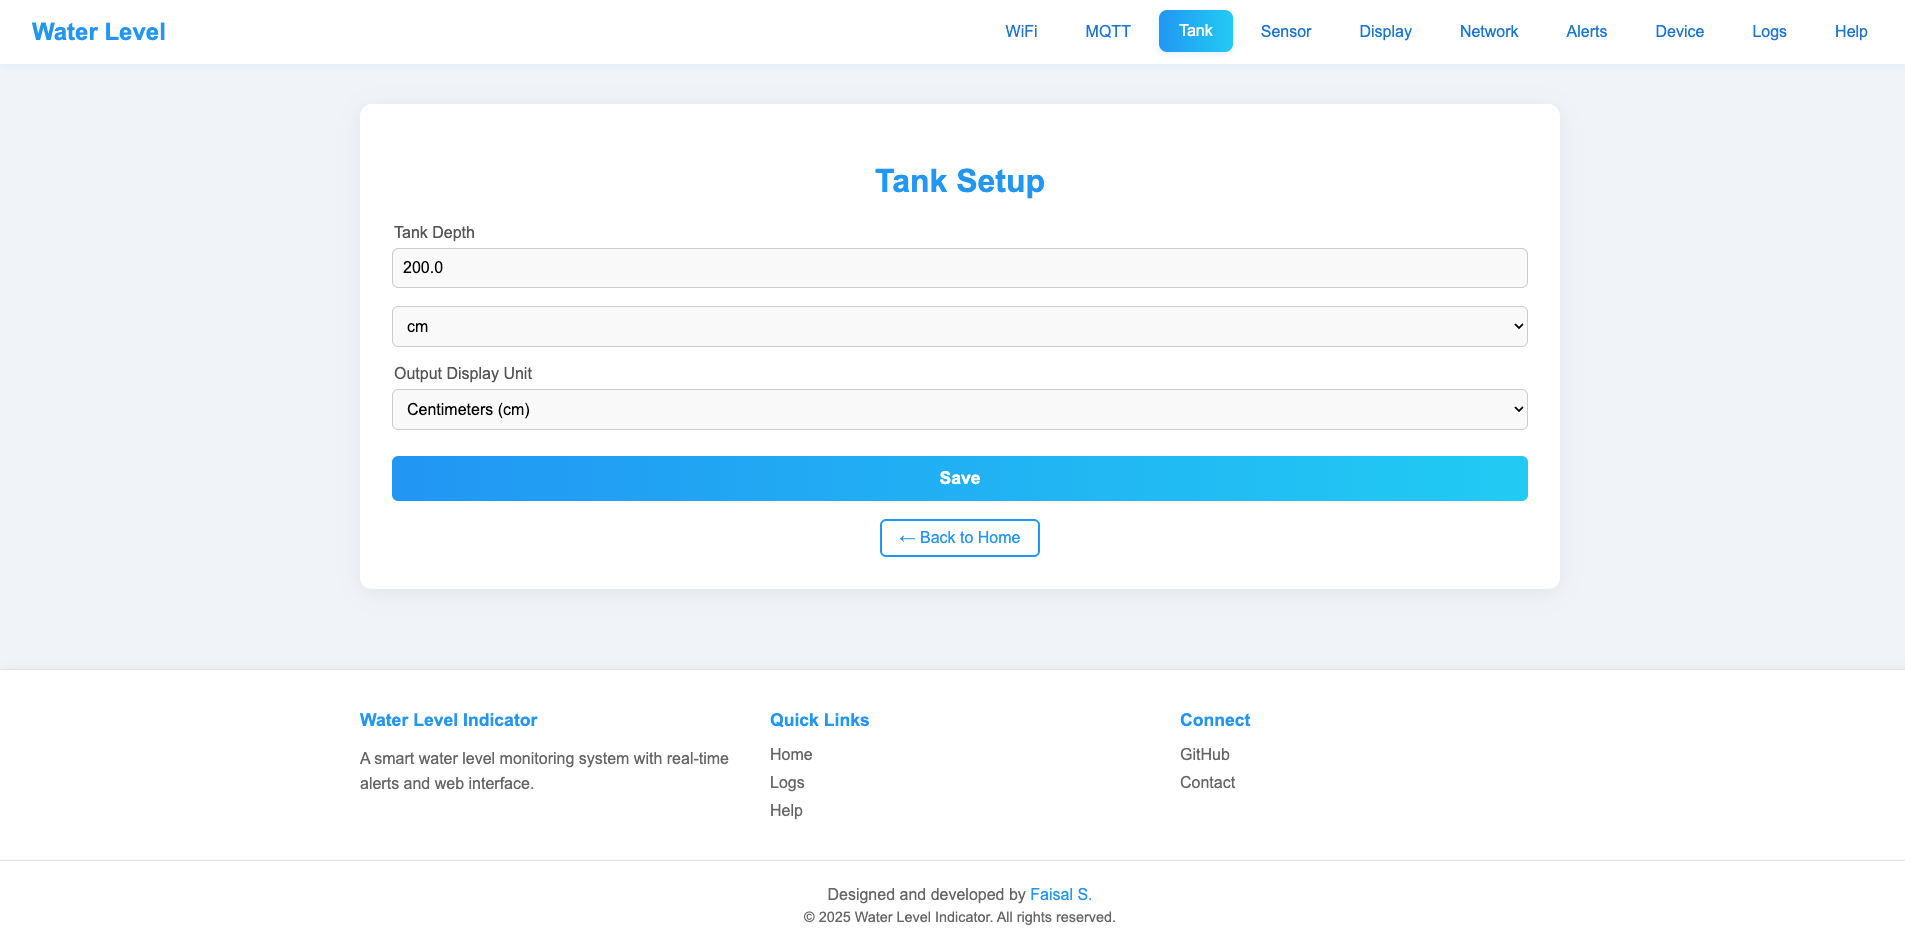 Water Level
WiFi
MQTT
Tank
Sensor
Display
Network
Alerts
Device
Logs
Help
Tank Setup
Tank Depth
200.0
cm
Output Display Unit
Centimeters (cm)
Save
← Back to Home
Water Level Indicator
A smart water level monitoring system with real-time
alerts and web interface.
Quick Links
Home
Logs
Help
Connect
GitHub
Contact
Designed and developed by Faisal S.
© 2025 Water Level Indicator. All rights reserved.